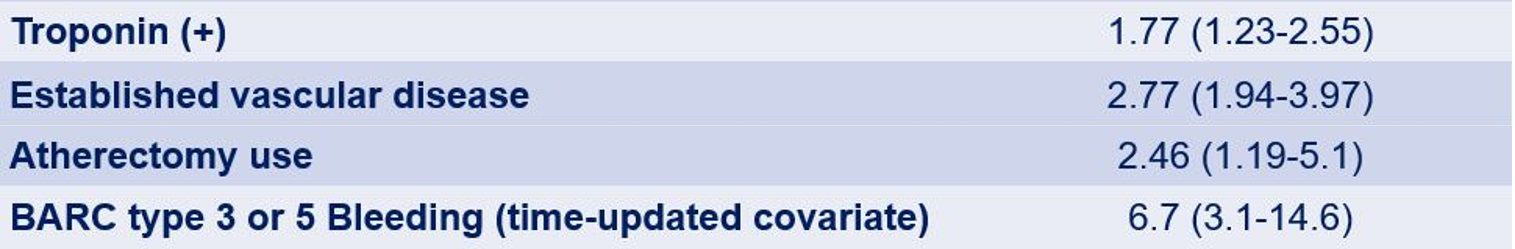 Troponin (+) 1.77 (1.23-2.55)
Established vascular disease 2.77 (1.94-3.97)
Atherectomy use 2.46 (1.19-5.1)
BARC type 3 or 5 Bleeding (time-updated covariate) 6.7 (3.1-14.6)